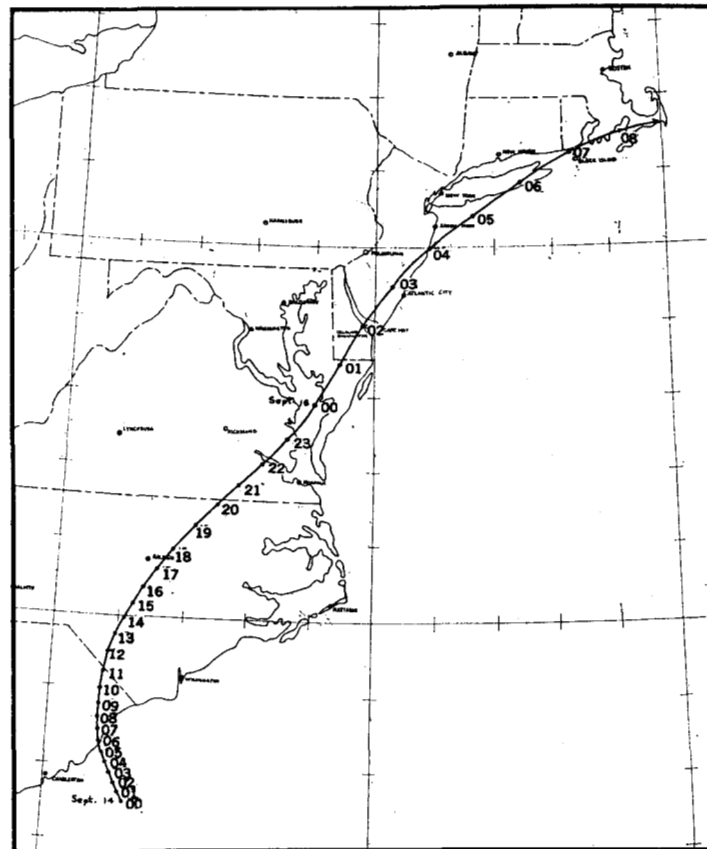 BOSTON
08
07
BLOCK ISLAND
NEW HAVEN
06
NEW YORK
05
04
HARRISBURG
03
ATLANTIC CITY
02
CAPE MAY
WASHINGTON
01
Sept. 15
00
LYNCHBURG
RICHMOND
23
22
21
20
19
18
17
16
15
HATTERAS
14
13
12
11
WILMINGTON
10
09
08
07
06
05
04
CHARLESTON
03
02
Sept. 14
01
00